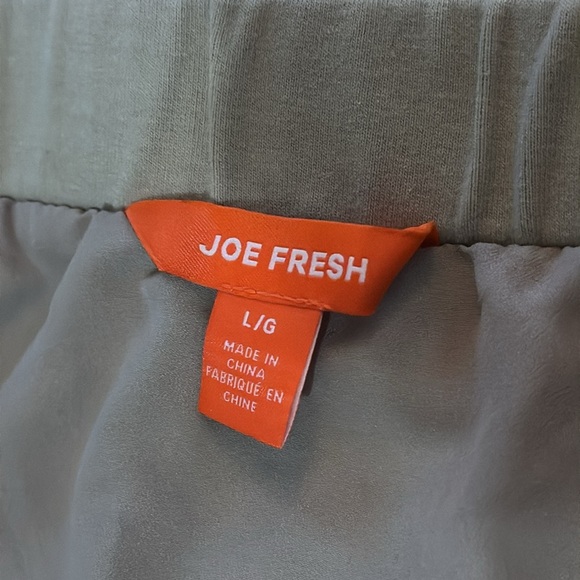 JOE FRESH
L/G
MADE IN
CHINA
FABRIQUÉ EN
CHINE